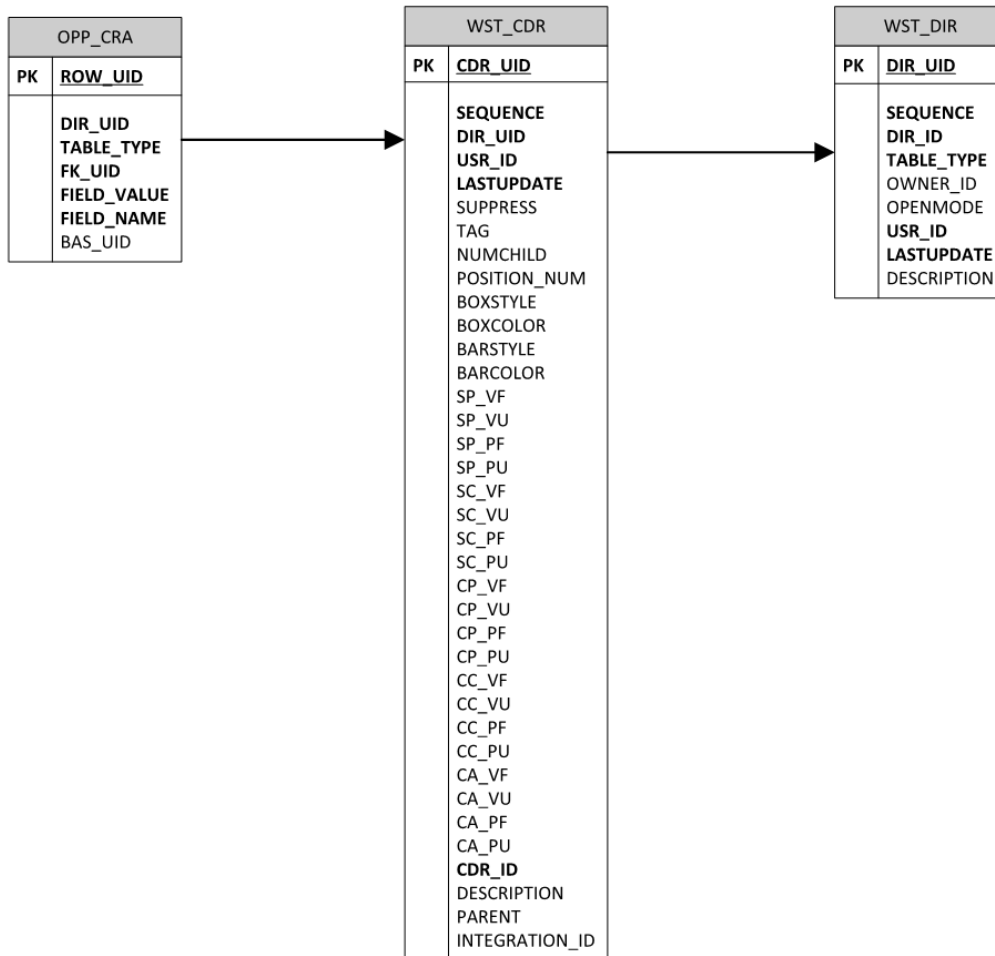 OPP_CRA
PK ROW_UID
DIR_UID
TABLE_TYPE
FK_UID
FIELD_VALUE
FIELD_NAME
BAS_UID
WST_CDR
PK CDR_UID
SEQUENCE
DIR_UID
USR_ID
LASTUPDATE
SUPPRESS
TAG
NUMCHILD
POSITION_NUM
BOXSTYLE
BOXCOLOR
BARSTYLE
BARCOLOR
SP_VF
SP_VU
SP_PF
SP_PU
SC_VF
SC_VU
SC_PF
SC_PU
CP_VF
CP_VU
CP_PF
CP_PU
CC_VF
CC_VU
CC_PF
CC_PU
CA_VF
CA_VU
CA_PF
CA_PU
CDR_ID
DESCRIPTION
PARENT
INTEGRATION_ID
WST_DIR
PK DIR_UID
SEQUENCE
DIR_ID
TABLE_TYPE
OWNER_ID
OPENMODE
USR_ID
LASTUPDATE
DESCRIPTION